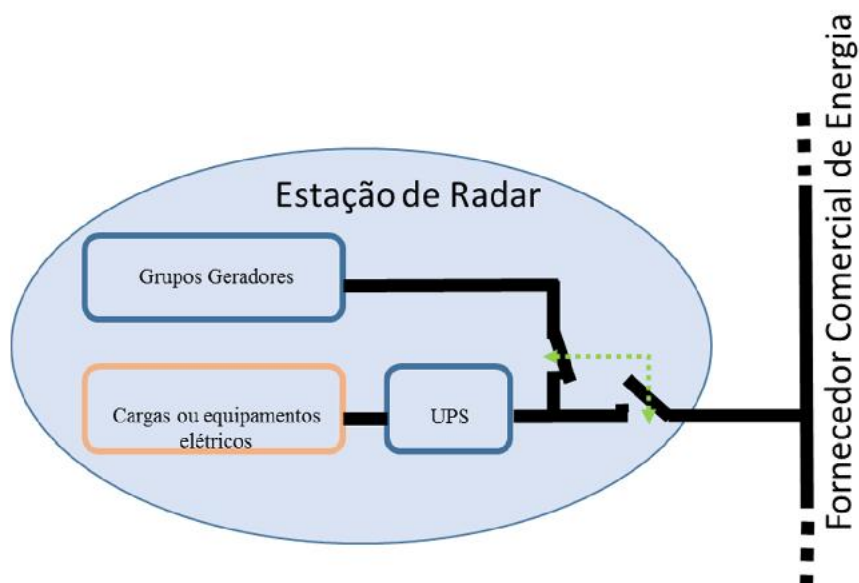 Estação de Radar
Grupos Geradores
Cargas ou equipamentos
elétricos
UPS
Fornecedor Comercial de Energia